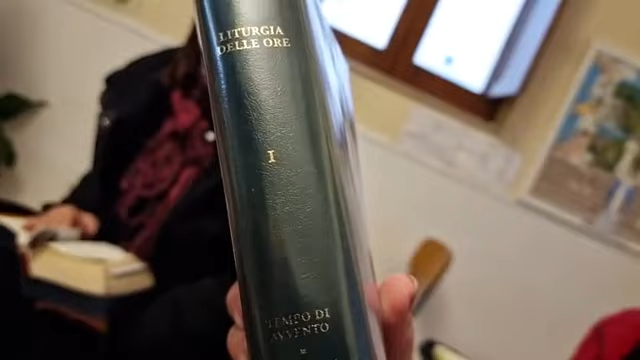 LITURGIA
DELLE ORE
I
TEMPO DI
AVVENTO